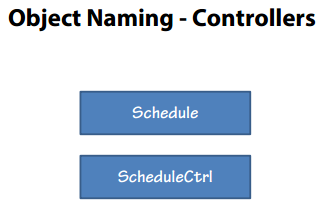 Object Naming - Controllers
Schedule
ScheduleCtrl